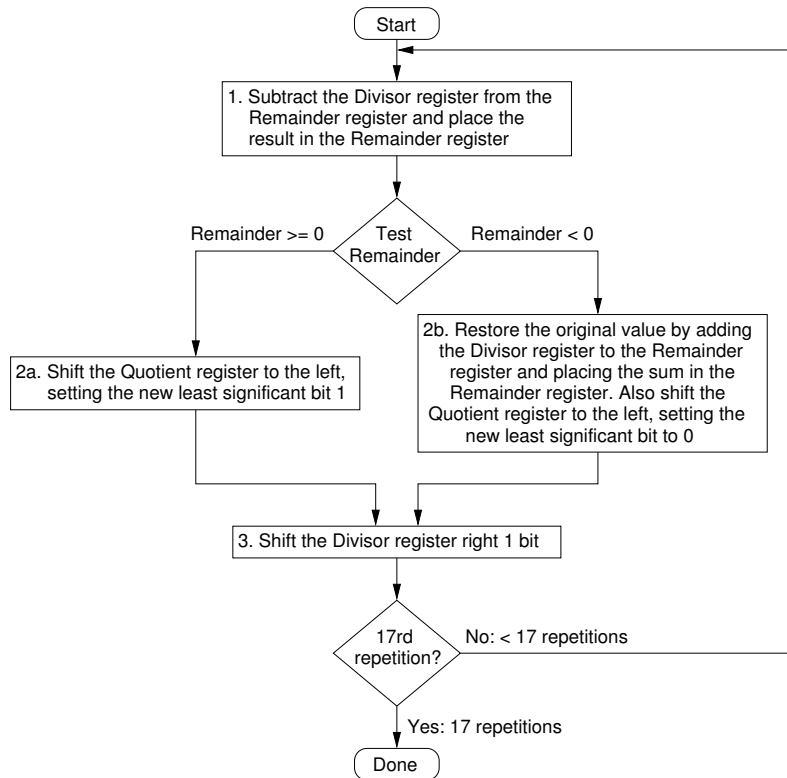 Start
1. Subtract the Divisor register from the
Remainder register and place the
result in the Remainder register
Remainder >= 0
Test
Remainder
Remainder < 0
2a. Shift the Quotient register to the left,
setting the new least significant bit 1
2b. Restore the original value by adding
the Divisor register to the Remainder
register and placing the sum in the
Remainder register. Also shift the
Quotient register to the left, setting the
new least significant bit to 0
3. Shift the Divisor register right 1 bit
17rd
repetition?
No: < 17 repetitions
Yes: 17 repetitions
Done